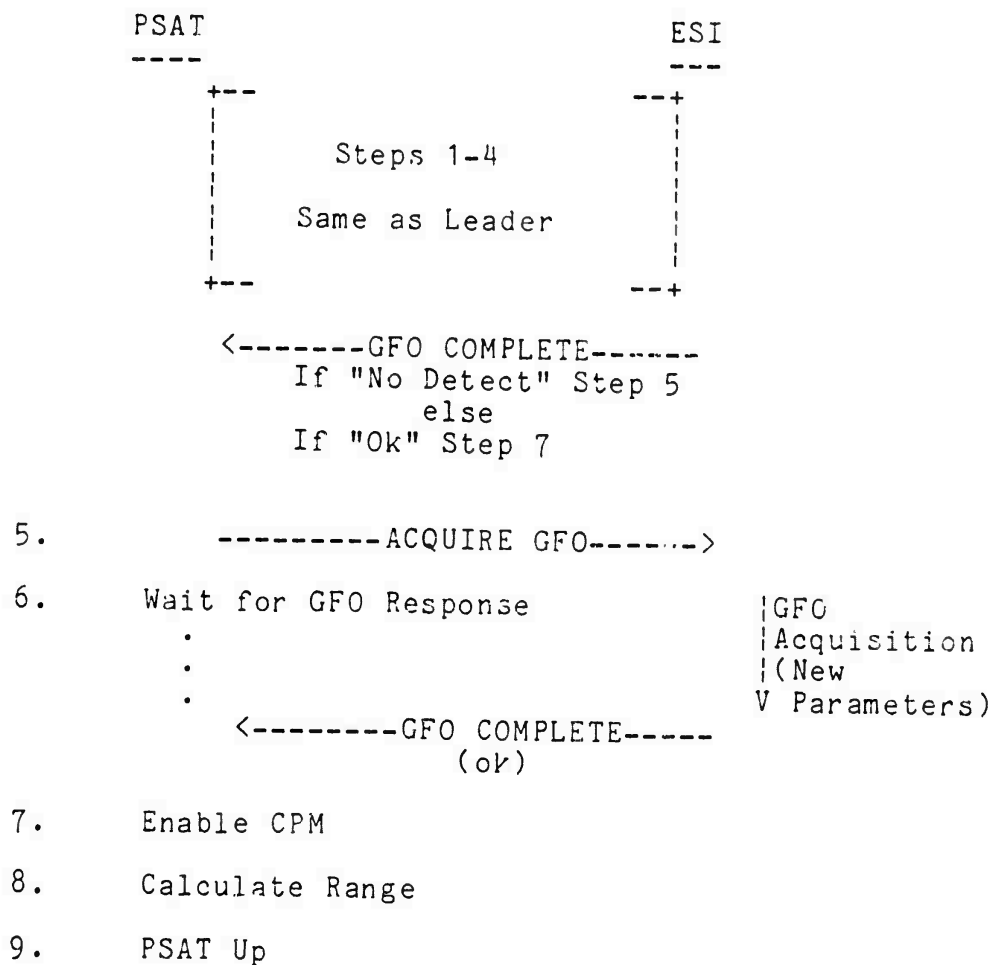 PSAT ESI
---- ---
+-- --+
Steps 1-4
Same as Leader
+-- --+
<-------GFO COMPLETE------
If "No Detect" Step 5
else
If "Ok" Step 7
5. ---------ACQUIRE GFO------>
6. Wait for GFO Response |GFO
. |Acquisition
. |(New
. V Parameters)
<--------GFO COMPLETE-----
(ok)
7. Enable CPM
8. Calculate Range
9. PSAT Up